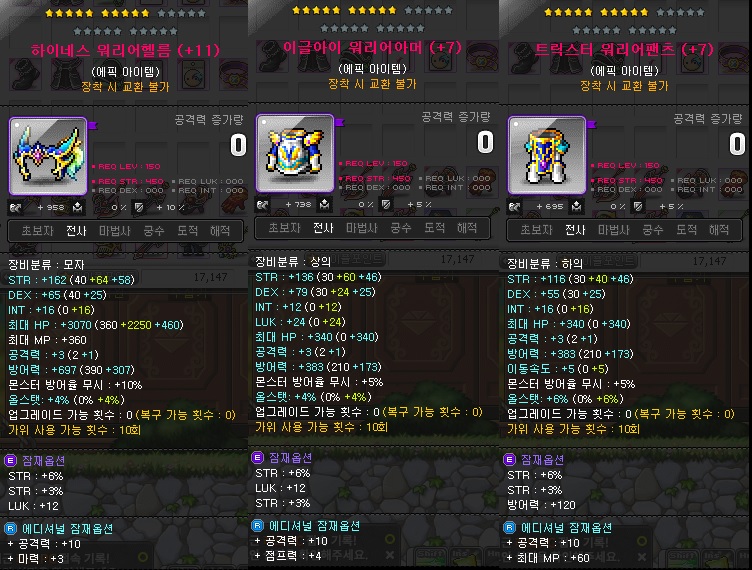 하이네스 워리어헬름 (+11)
(에픽 아이템)
장착 시 교환 불가
공격력 증가량
0
REQ LEV : 150
REQ STR : 450
REQ LUK : 000
REQ DEX : 000
REQ INT : 000
+ 958
0 %
+ 10 %
초보자 전사 마법사 궁수 도적 해적
장비분류 : 모자
STR : +162 (40 +64 +58)
DEX : +65 (40 +25)
INT : +16 (0 +16)
최대 HP : +3070 (360 +2250 +460)
최대 MP : +360
공격력 : +3 (2 +1)
방어력 : +697 (390 +307)
몬스터 방어율 무시 : +10%
올스탯: +4% (0% +4%)
업그레이드 가능 횟수 : 0 (복구 가능 횟수 : 0)
가위 사용 가능 횟수 : 10회
잠재옵션
STR : +6%
STR : +3%
LUK : +12
에디셔널 잠재옵션
+ 공격력 : +10
+ 마력 : +3
이글아이 워리어아머 (+7)
(에픽 아이템)
장착 시 교환 불가
공격력 증가량
0
REQ LEV : 150
REQ STR : 450
REQ LUK : 000
REQ DEX : 000
REQ INT : 000
+ 738
0 %
+ 5 %
초보자 전사 마법사 궁수 도적 해적
장비분류 : 상의
17,147
STR : +136 (30 +60 +46)
DEX : +79 (30 +24 +25)
INT : +12 (0 +12)
LUK : +24 (0 +24)
최대 HP : +340 (0 +340)
공격력 : +3 (2 +1)
방어력 : +383 (210 +173)
몬스터 방어율 무시 : +5%
올스탯: +4% (0% +4%)
업그레이드 가능 횟수 : 0 (복구 가능 횟수 : 0)
가위 사용 가능 횟수 : 10회
잠재옵션
STR : +6%
LUK : +12
STR : +3%
에디셔널 잠재옵션
+ 공격력 : +10
+ 점프력 : +4
트릭스터 워리어팬츠 (+7)
(에픽 아이템)
장착 시 교환 불가
공격력 증가량
0
REQ LEV : 150
REQ STR : 450
REQ LUK : 000
REQ DEX : 000
REQ INT : 000
+ 695
0 %
+ 5 %
초보자 전사 마법사 궁수 도적 해적
장비분류 : 하의
17,147
STR : +116 (30 +40 +46)
DEX : +55 (30 +25)
INT : +16 (0 +16)
최대 HP : +340 (0 +340)
공격력 : +3 (2 +1)
방어력 : +383 (210 +173)
이동속도 : +5 (0 +5)
몬스터 방어율 무시 : +5%
올스탯: +6% (0% +6%)
업그레이드 가능 횟수 : 0 (복구 가능 횟수 : 0)
가위 사용 가능 횟수 : 10회
잠재옵션
STR : +6%
STR : +3%
방어력 : +120
에디셔널 잠재옵션
+ 공격력 : +10
+ 최대 MP : +60